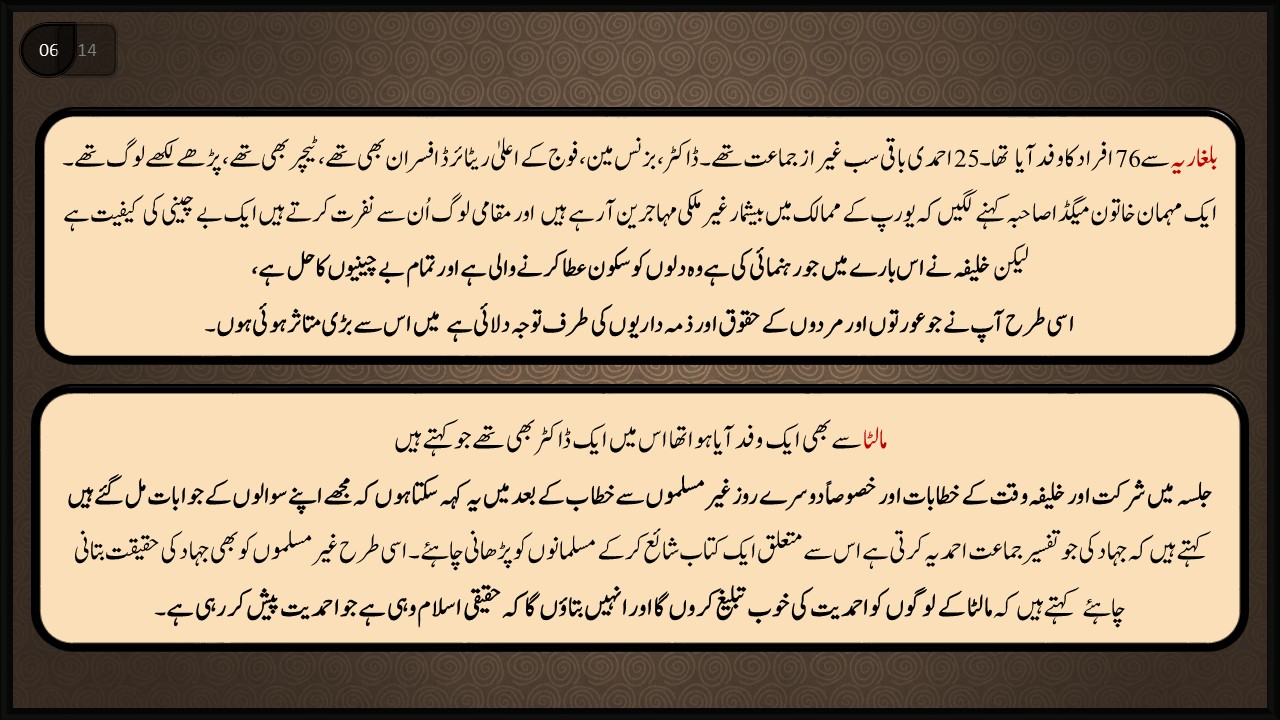 06 14
بلغاریہ سے 76 افراد کا وفد آیا تھا۔ 25 احمدی باقی سب غیر از جماعت تھے۔ ڈاکٹر، بزنس مین، فوج کے اعلیٰ ریٹائرڈ افسران بھی تھے، ٹیچر بھی تھے، پڑھے لکھے لوگ تھے۔
ایک مہمان خاتون میگڈا صاحبہ کہنے لگیں کہ یورپ کے ممالک میں بیشمار غیر ملکی مہاجرین آ رہے ہیں اور مقامی لوگ اُن سے نفرت کرتے ہیں ایک بے چینی کی کیفیت ہے
لیکن خلیفہ نے اس بارے میں جو رہنمائی کی ہے وہ دلوں کو سکون عطا کرنے والی ہے اور تمام بے چینیوں کا حل ہے،
اسی طرح آپ نے جو عورتوں اور مردوں کے حقوق اور ذمہ داریوں کی طرف توجہ دلائی ہے میں اس سے بڑی متاثر ہوئی ہوں۔
مالٹا سے بھی ایک وفد آیا ہوا تھا اس میں ایک ڈاکٹر بھی تھے جو کہتے ہیں
جلسہ میں شرکت اور خلیفہ وقت کے خطابات اور خصوصاً دوسرے روز غیر مسلموں سے خطاب کے بعد میں یہ کہہ سکتا ہوں کہ مجھے اپنے سوالوں کے جوابات مل گئے ہیں
کہتے ہیں کہ جہاد کی جو تفسیر جماعت احمدیہ کرتی ہے اس سے متعلق ایک کتاب شائع کر کے مسلمانوں کو پڑھانی چاہئے۔ اسی طرح غیر مسلموں کو بھی جہاد کی حقیقت بتانی
چاہئے کہتے ہیں کہ مالٹا کے لوگوں کو احمدیت کی خوب تبلیغ کروں گا اور انہیں بتاؤں گا کہ حقیقی اسلام وہی ہے جو احمدیت پیش کر رہی ہے۔